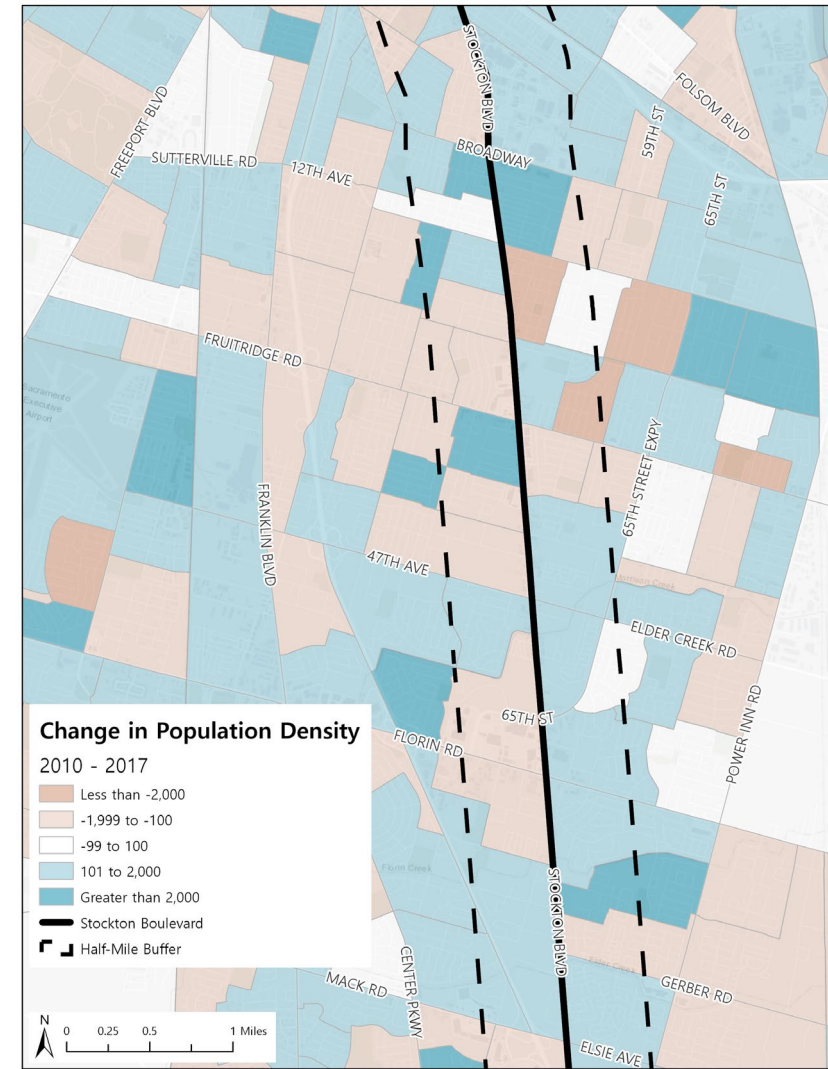 STOCKTON BLVD
FREEPORT BLVD
FOLSOM BLVD
59TH ST
BROADWAY
SUTTERVILLE RD
12TH AVE
65TH ST
FRUITRIDGE RD
Sacramento
Executive
Airport
65TH STREET EXPY
FRANKLIN BLVD
47TH AVE
Morrison Creek
ELDER CREEK RD
65TH ST
POWER INN RD
FLORIN RD
Change in Population Density
2010 - 2017
Less than -2,000
-1,999 to -100
-99 to 100
101 to 2,000
Greater than 2,000
Stockton Boulevard
Half-Mile Buffer
Florin Creek
STOCKTON BLVD
CENTER PKWY
MACK RD
GERBER RD
ELSIE AVE
N
0 0.25 0.5 1 Miles